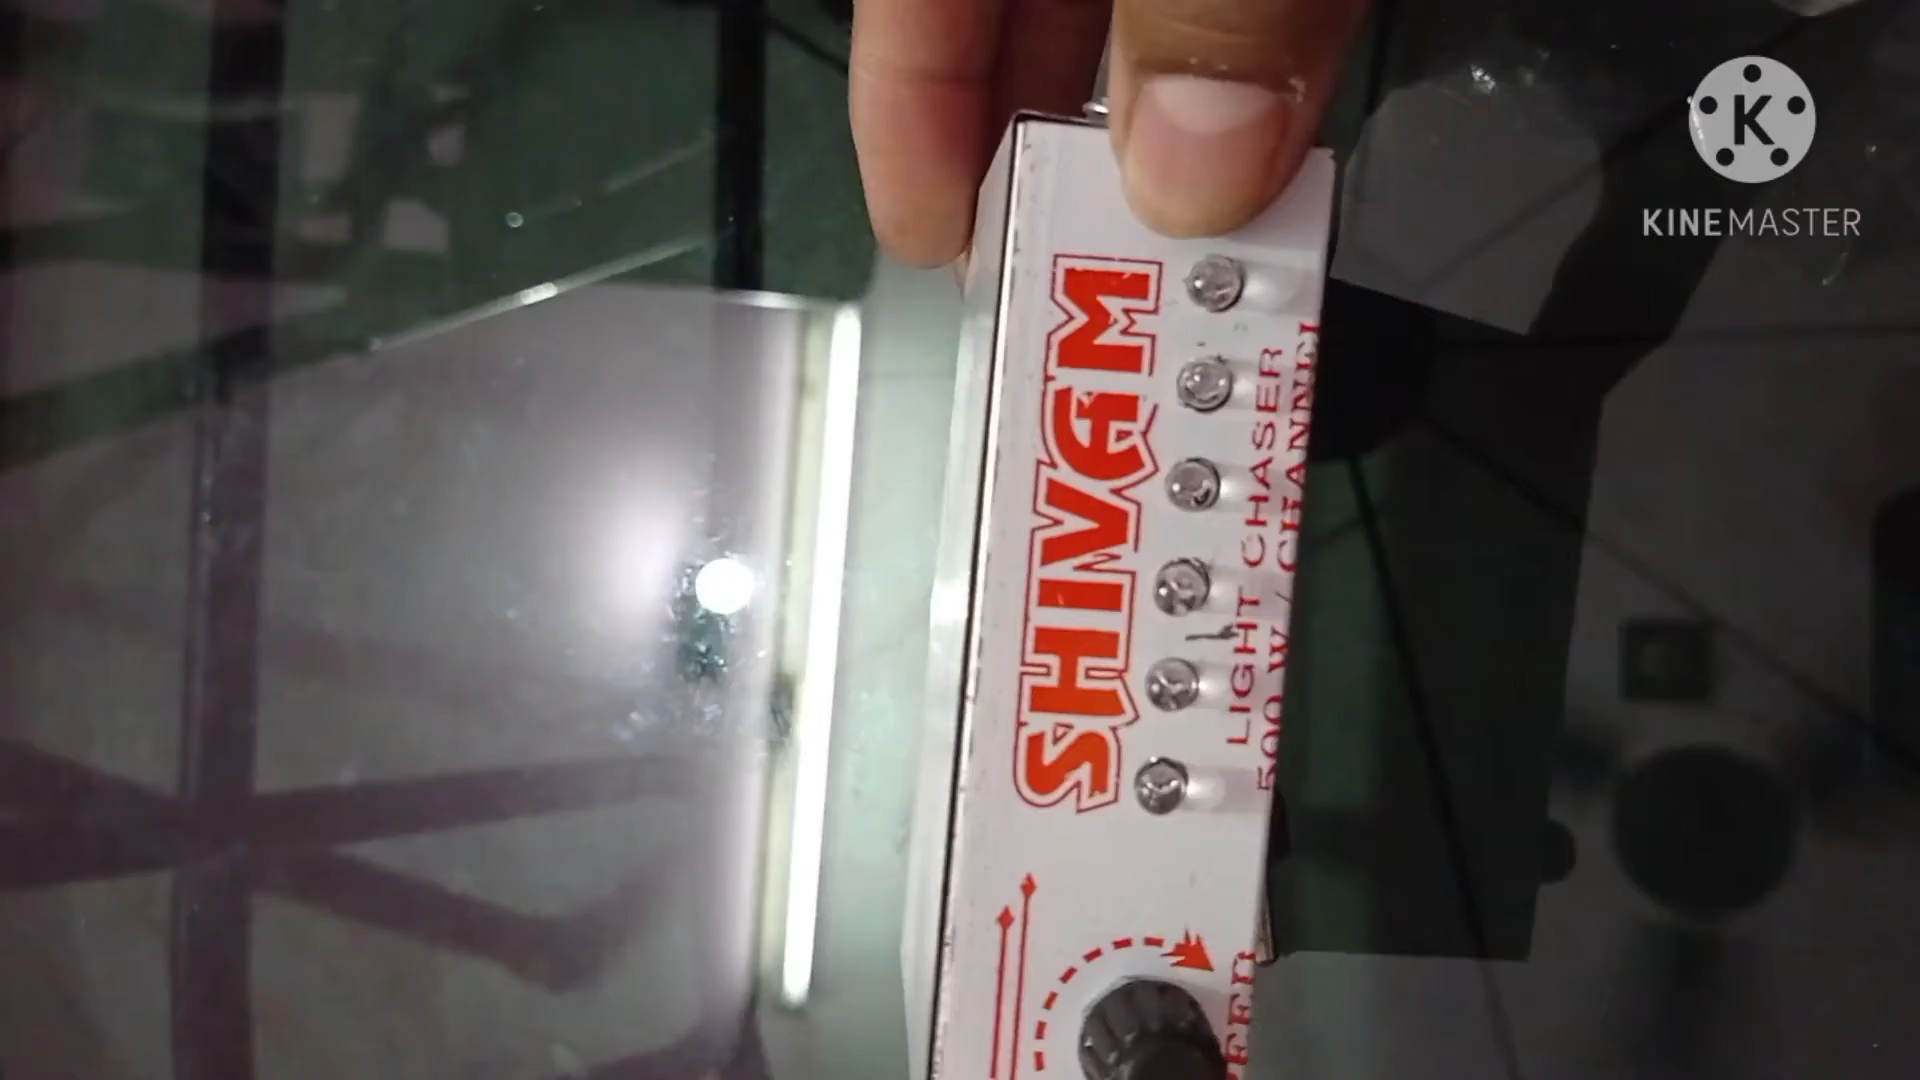 SHIVAM
LIGHT CHASER
500 W / CHANNEL
K
KINEMASTER